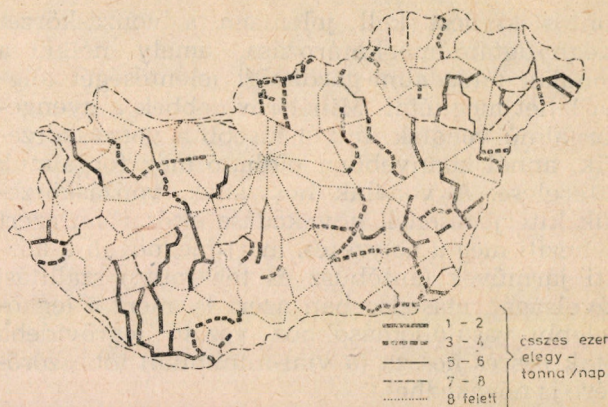 1 - 2
3 - 4
5 - 6
7 - 8
8 felett
összes ezer
elegy -
tonna/nap